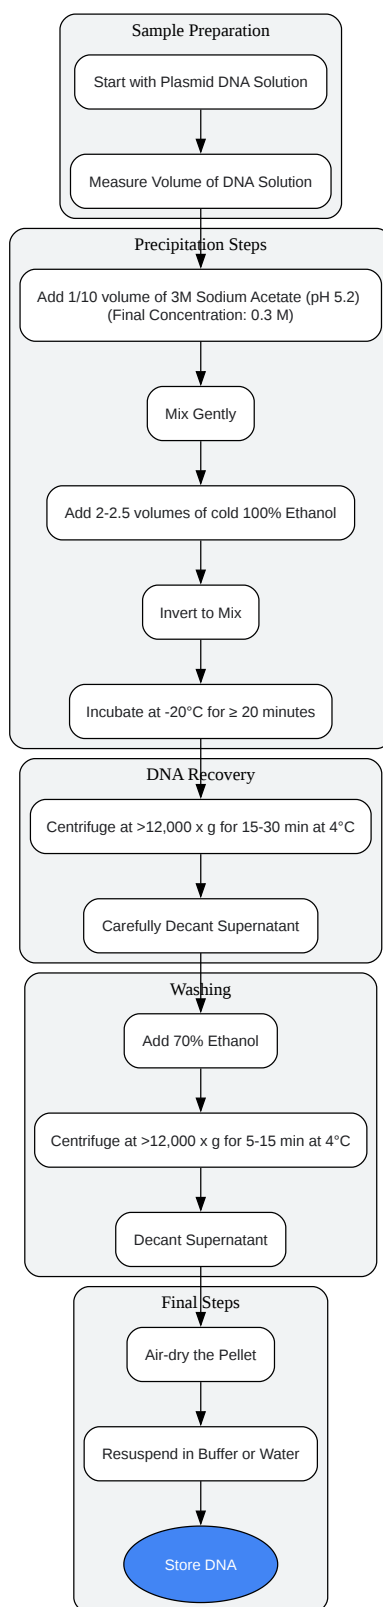 Sample Preparation
Start with Plasmid DNA Solution
Measure Volume of DNA Solution
Precipitation Steps
Add 1/10 volume of 3M Sodium Acetate (pH 5.2)
(Final Concentration: 0.3 M)
Mix Gently
Add 2-2.5 volumes of cold 100% Ethanol
Invert to Mix
Incubate at -20°C for ≥ 20 minutes
DNA Recovery
Centrifuge at >12,000 x g for 15-30 min at 4°C
Carefully Decant Supernatant
Washing
Add 70% Ethanol
Centrifuge at >12,000 x g for 5-15 min at 4°C
Decant Supernatant
Final Steps
Air-dry the Pellet
Resuspend in Buffer or Water
Store DNA